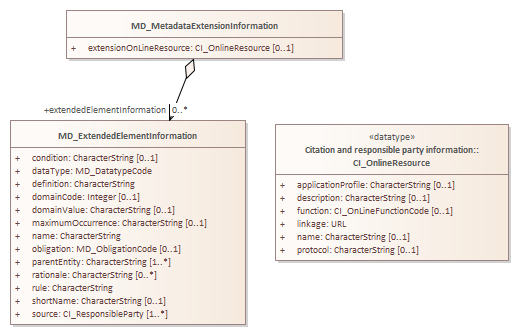 MD_MetadataExtensionInformation
+ extensionOnLineResource: CI_OnlineResource [0..1]
+extendedElementInformation 0..*
MD_ExtendedElementInformation
+ condition: CharacterString [0..1]
+ dataType: MD_DatatypeCode
+ definition: CharacterString
+ domainCode: Integer [0..1]
+ domainValue: CharacterString [0..1]
+ maximumOccurrence: CharacterString [0..1]
+ name: CharacterString
+ obligation: MD_ObligationCode [0..1]
+ parentEntity: CharacterString [1..*]
+ rationale: CharacterString [0..*]
+ rule: CharacterString
+ shortName: CharacterString [0..1]
+ source: CI_ResponsibleParty [1..*]
«datatype»
Citation and responsible party information::
CI_OnlineResource
+ applicationProfile: CharacterString [0..1]
+ description: CharacterString [0..1]
+ function: CI_OnLineFunctionCode [0..1]
+ linkage: URL
+ name: CharacterString [0..1]
+ protocol: CharacterString [0..1]